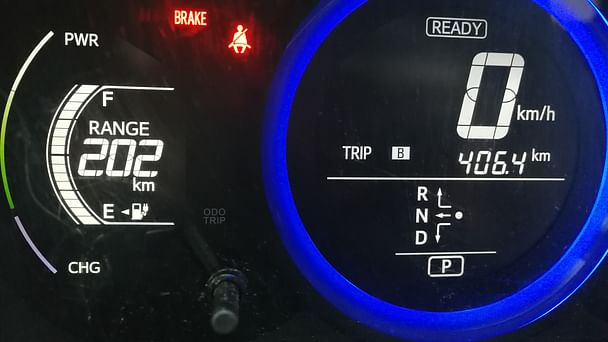 BRAKE
PWR
READY
F
RANGE
202
km
E
0
km/h
TRIP B 406.4 km
ODO
TRIP
R
N
D
P
CHG